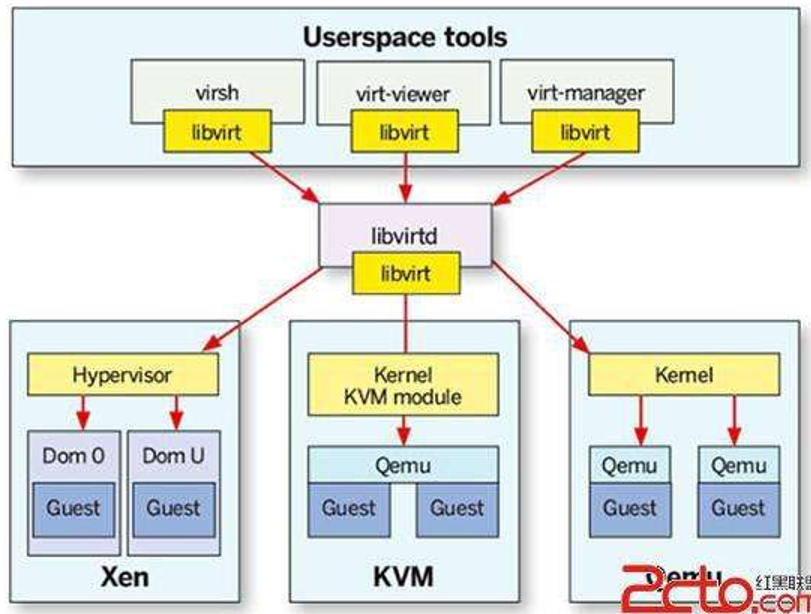 Userspace tools
virsh
virt-viewer
virt-manager
libvirt
libvirt
libvirt
libvirtd
libvirt
Hypervisor
Kernel
KVM module
Kernel
Dom 0
Dom U
Qemu
Qemu
Qemu
Guest
Guest
Guest
Guest
Guest
Guest
Xen
KVM
Qemu
2cto.com
红黑联盟